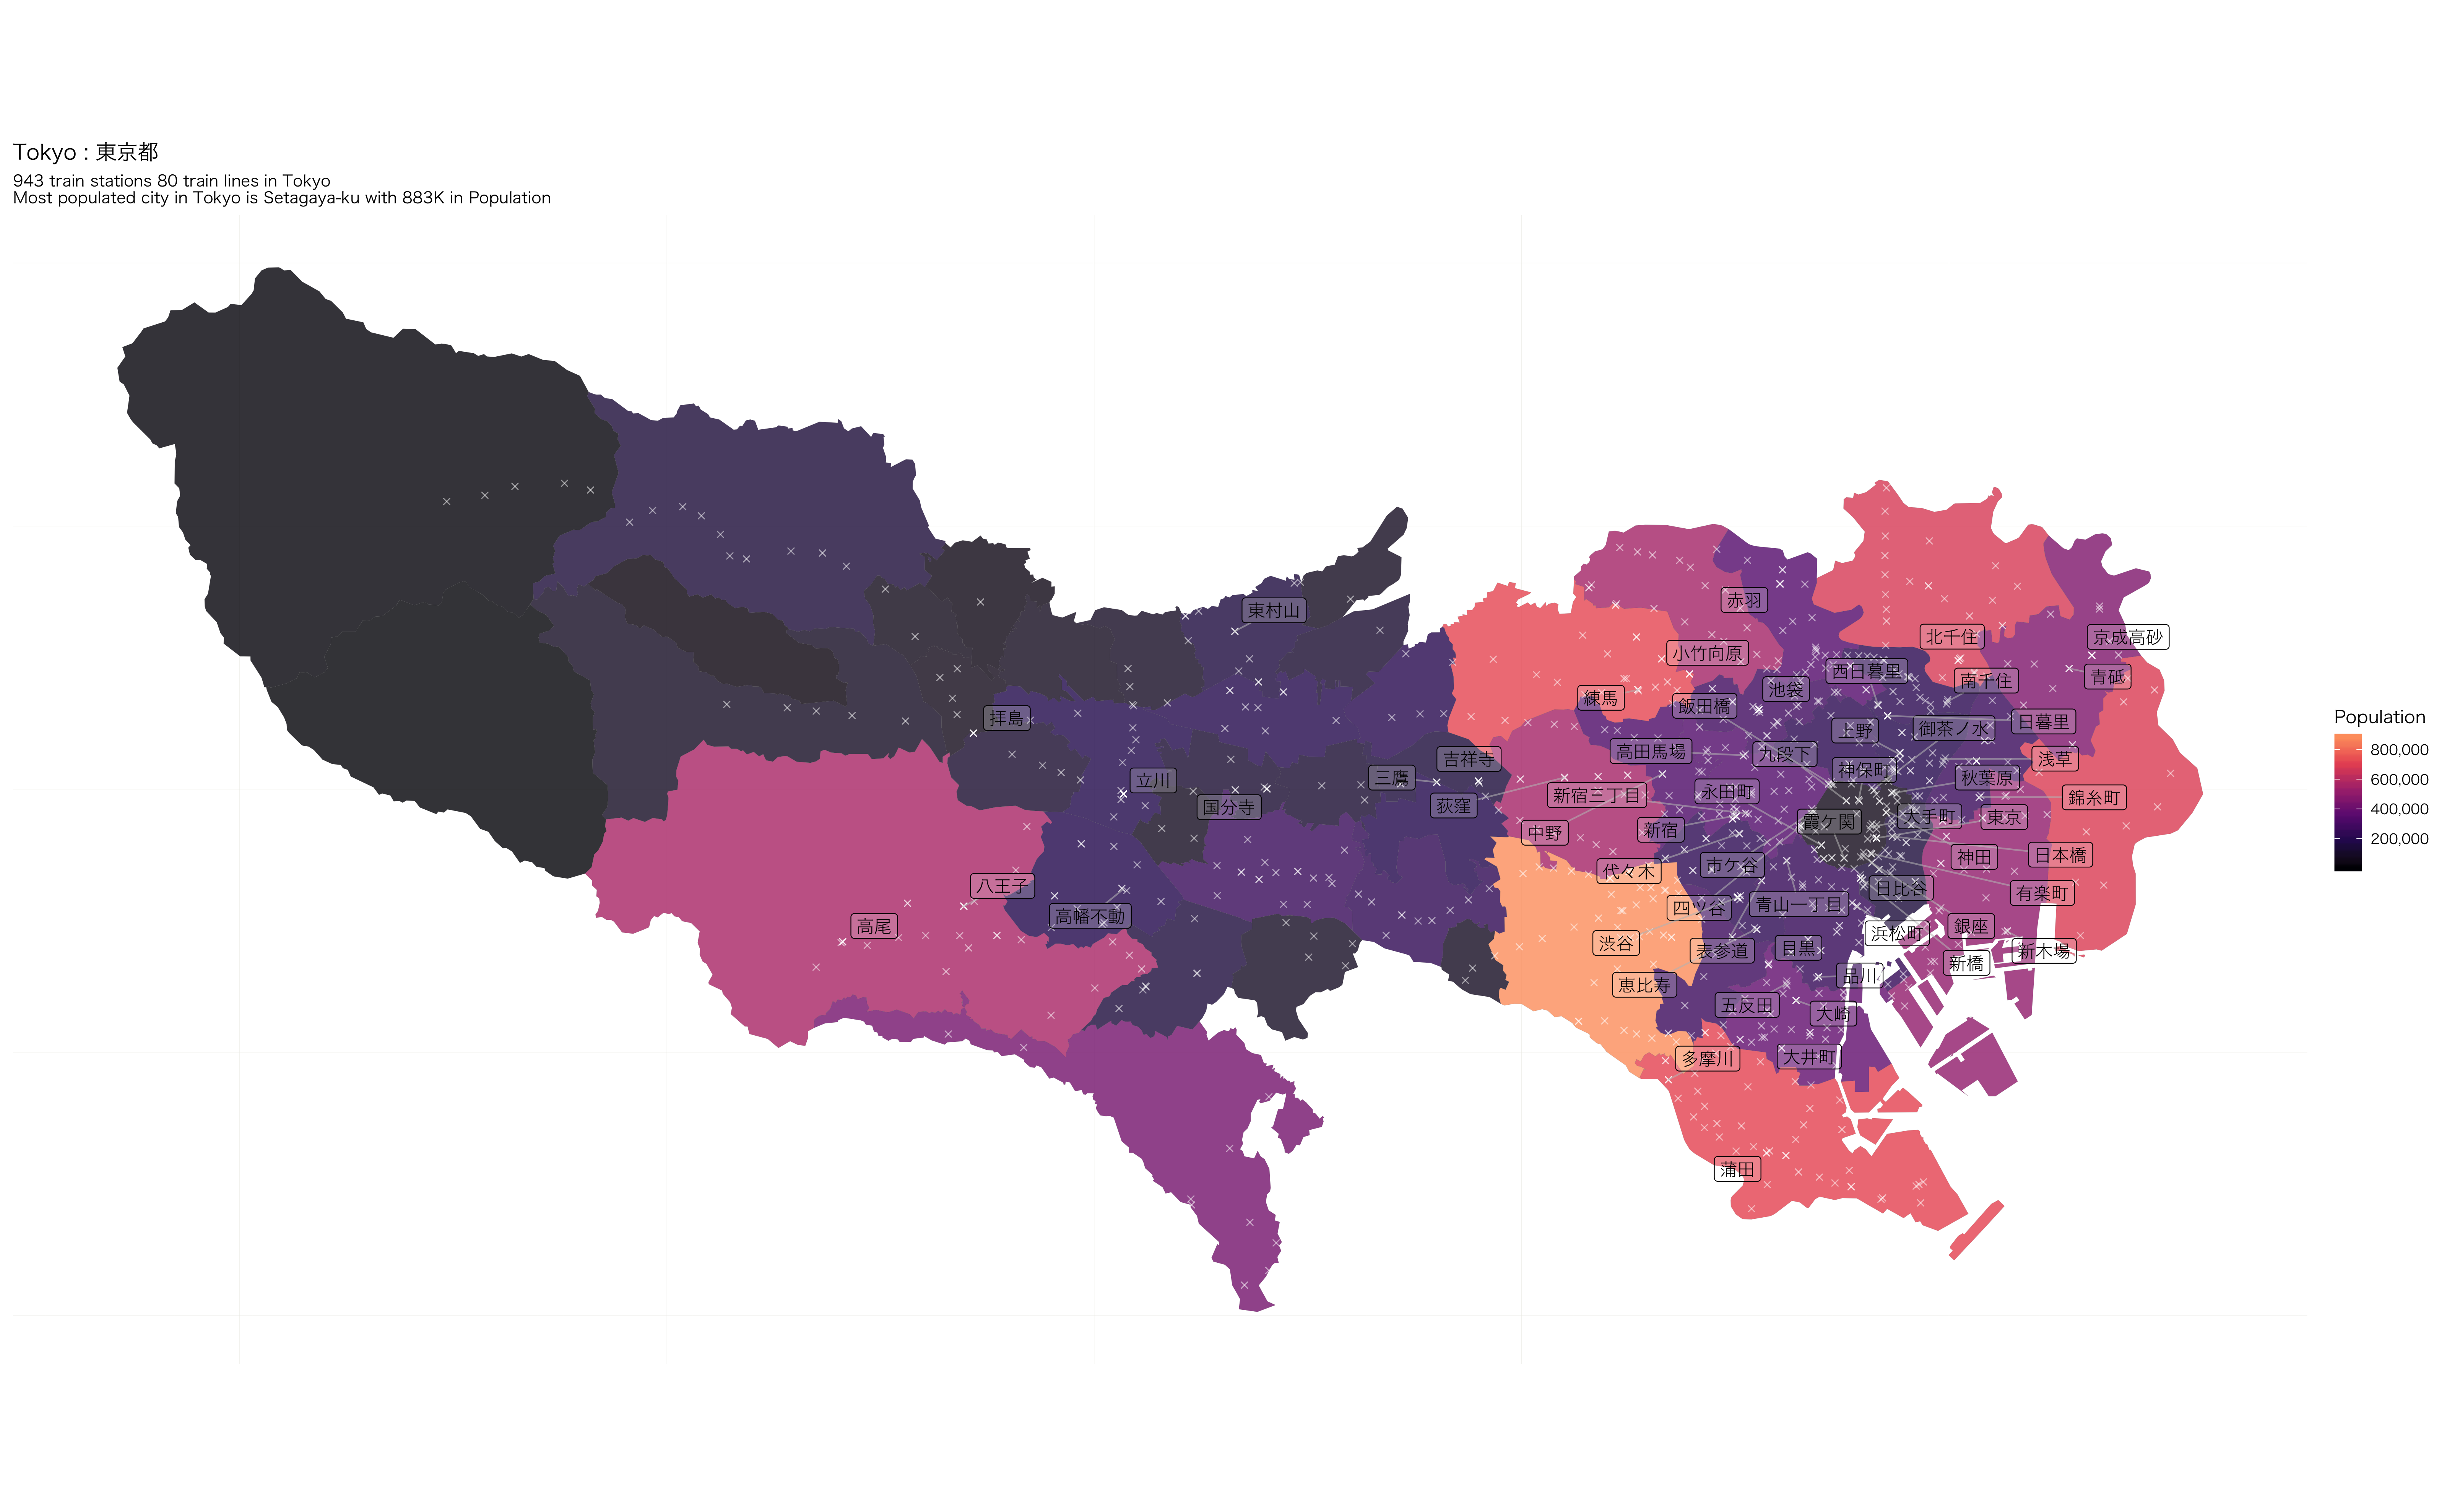 Tokyo : 東京都
943 train stations 80 train lines in Tokyo
Most populated city in Tokyo is Setagaya-ku with 883K in Population
東村山
赤羽
北千住
京成高砂
小竹向原
西日暮里
青砥
南千住
池袋
練馬
飯田橋
拝島
日暮里
上野
御茶ノ水
高田馬場
九段下
吉祥寺
浅草
神保町
三鷹
秋葉原
立川
永田町
新宿三丁目
錦糸町
荻窪
国分寺
大手町
東京
霞ケ関
新宿
中野
日本橋
神田
市ケ谷
代々木
八王子
日比谷
有楽町
青山一丁目
四ツ谷
高幡不動
高尾
銀座
浜松町
渋谷
目黒
表参道
新木場
新橋
品川
恵比寿
五反田
大崎
大井町
多摩川
蒲田
Population
800,000
600,000
400,000
200,000